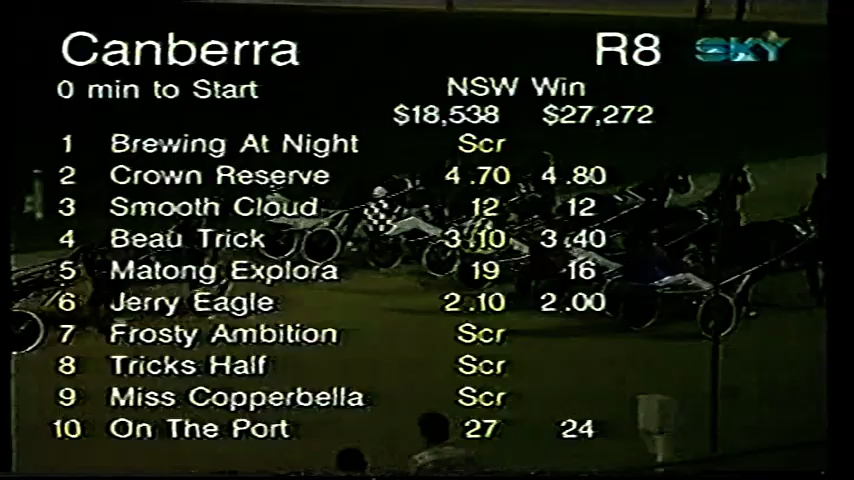 Canberra R8 SKY
0 min to Start NSW Win
$18,538 $27,272
1 Brewing At Night Scr
2 Crown Reserve 4.70 4.80
3 Smooth Cloud 12 12
4 Beau Trick 3.10 3.40
5 Matong Explora 19 16
6 Jerry Eagle 2.10 2.00
7 Frosty Ambition Scr
8 Tricks Half Scr
9 Miss Copperbella Scr
10 On The Port 27 24